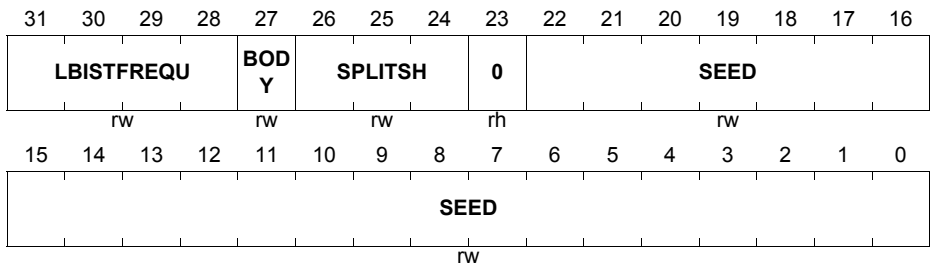 31 30 29 28 27 26 25 24 23 22 21 20 19 18 17 16
LBISTFREQU BOD Y SPLITSH 0 SEED
rw rw rw rh rw
15 14 13 12 11 10 9 8 7 6 5 4 3 2 1 0
SEED
rw